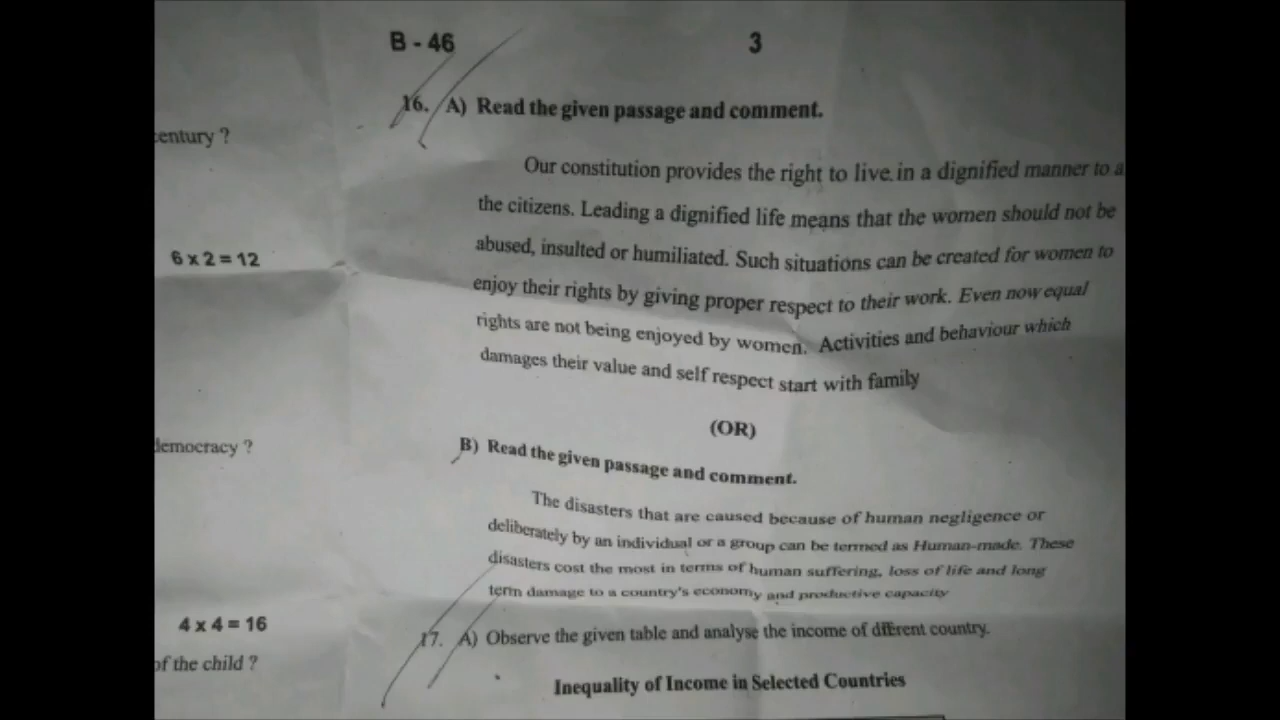 B - 46
3
16. A) Read the given passage and comment.
century ?
Our constitution provides the right to live in a dignified manner to a
the citizens. Leading a dignified life means that the women should not be
abused, insulted or humiliated. Such situations can be created for women to
6 x 2 = 12
enjoy their rights by giving proper respect to their work. Even now equal
rights are not being enjoyed by women. Activities and behaviour which
damages their value and self respect start with family
(OR)
democracy ?
B) Read the given passage and comment.
The disasters that are caused because of human negligence or
deliberately by an individual or a group can be termed as Human-made. These
disasters cost the most in terms of human suffering, loss of life and long
term damage to a country's economy and productive capacity
4 x 4 = 16
17. A) Observe the given table and analyse the income of different country.
of the child ?
Inequality of Income in Selected Countries